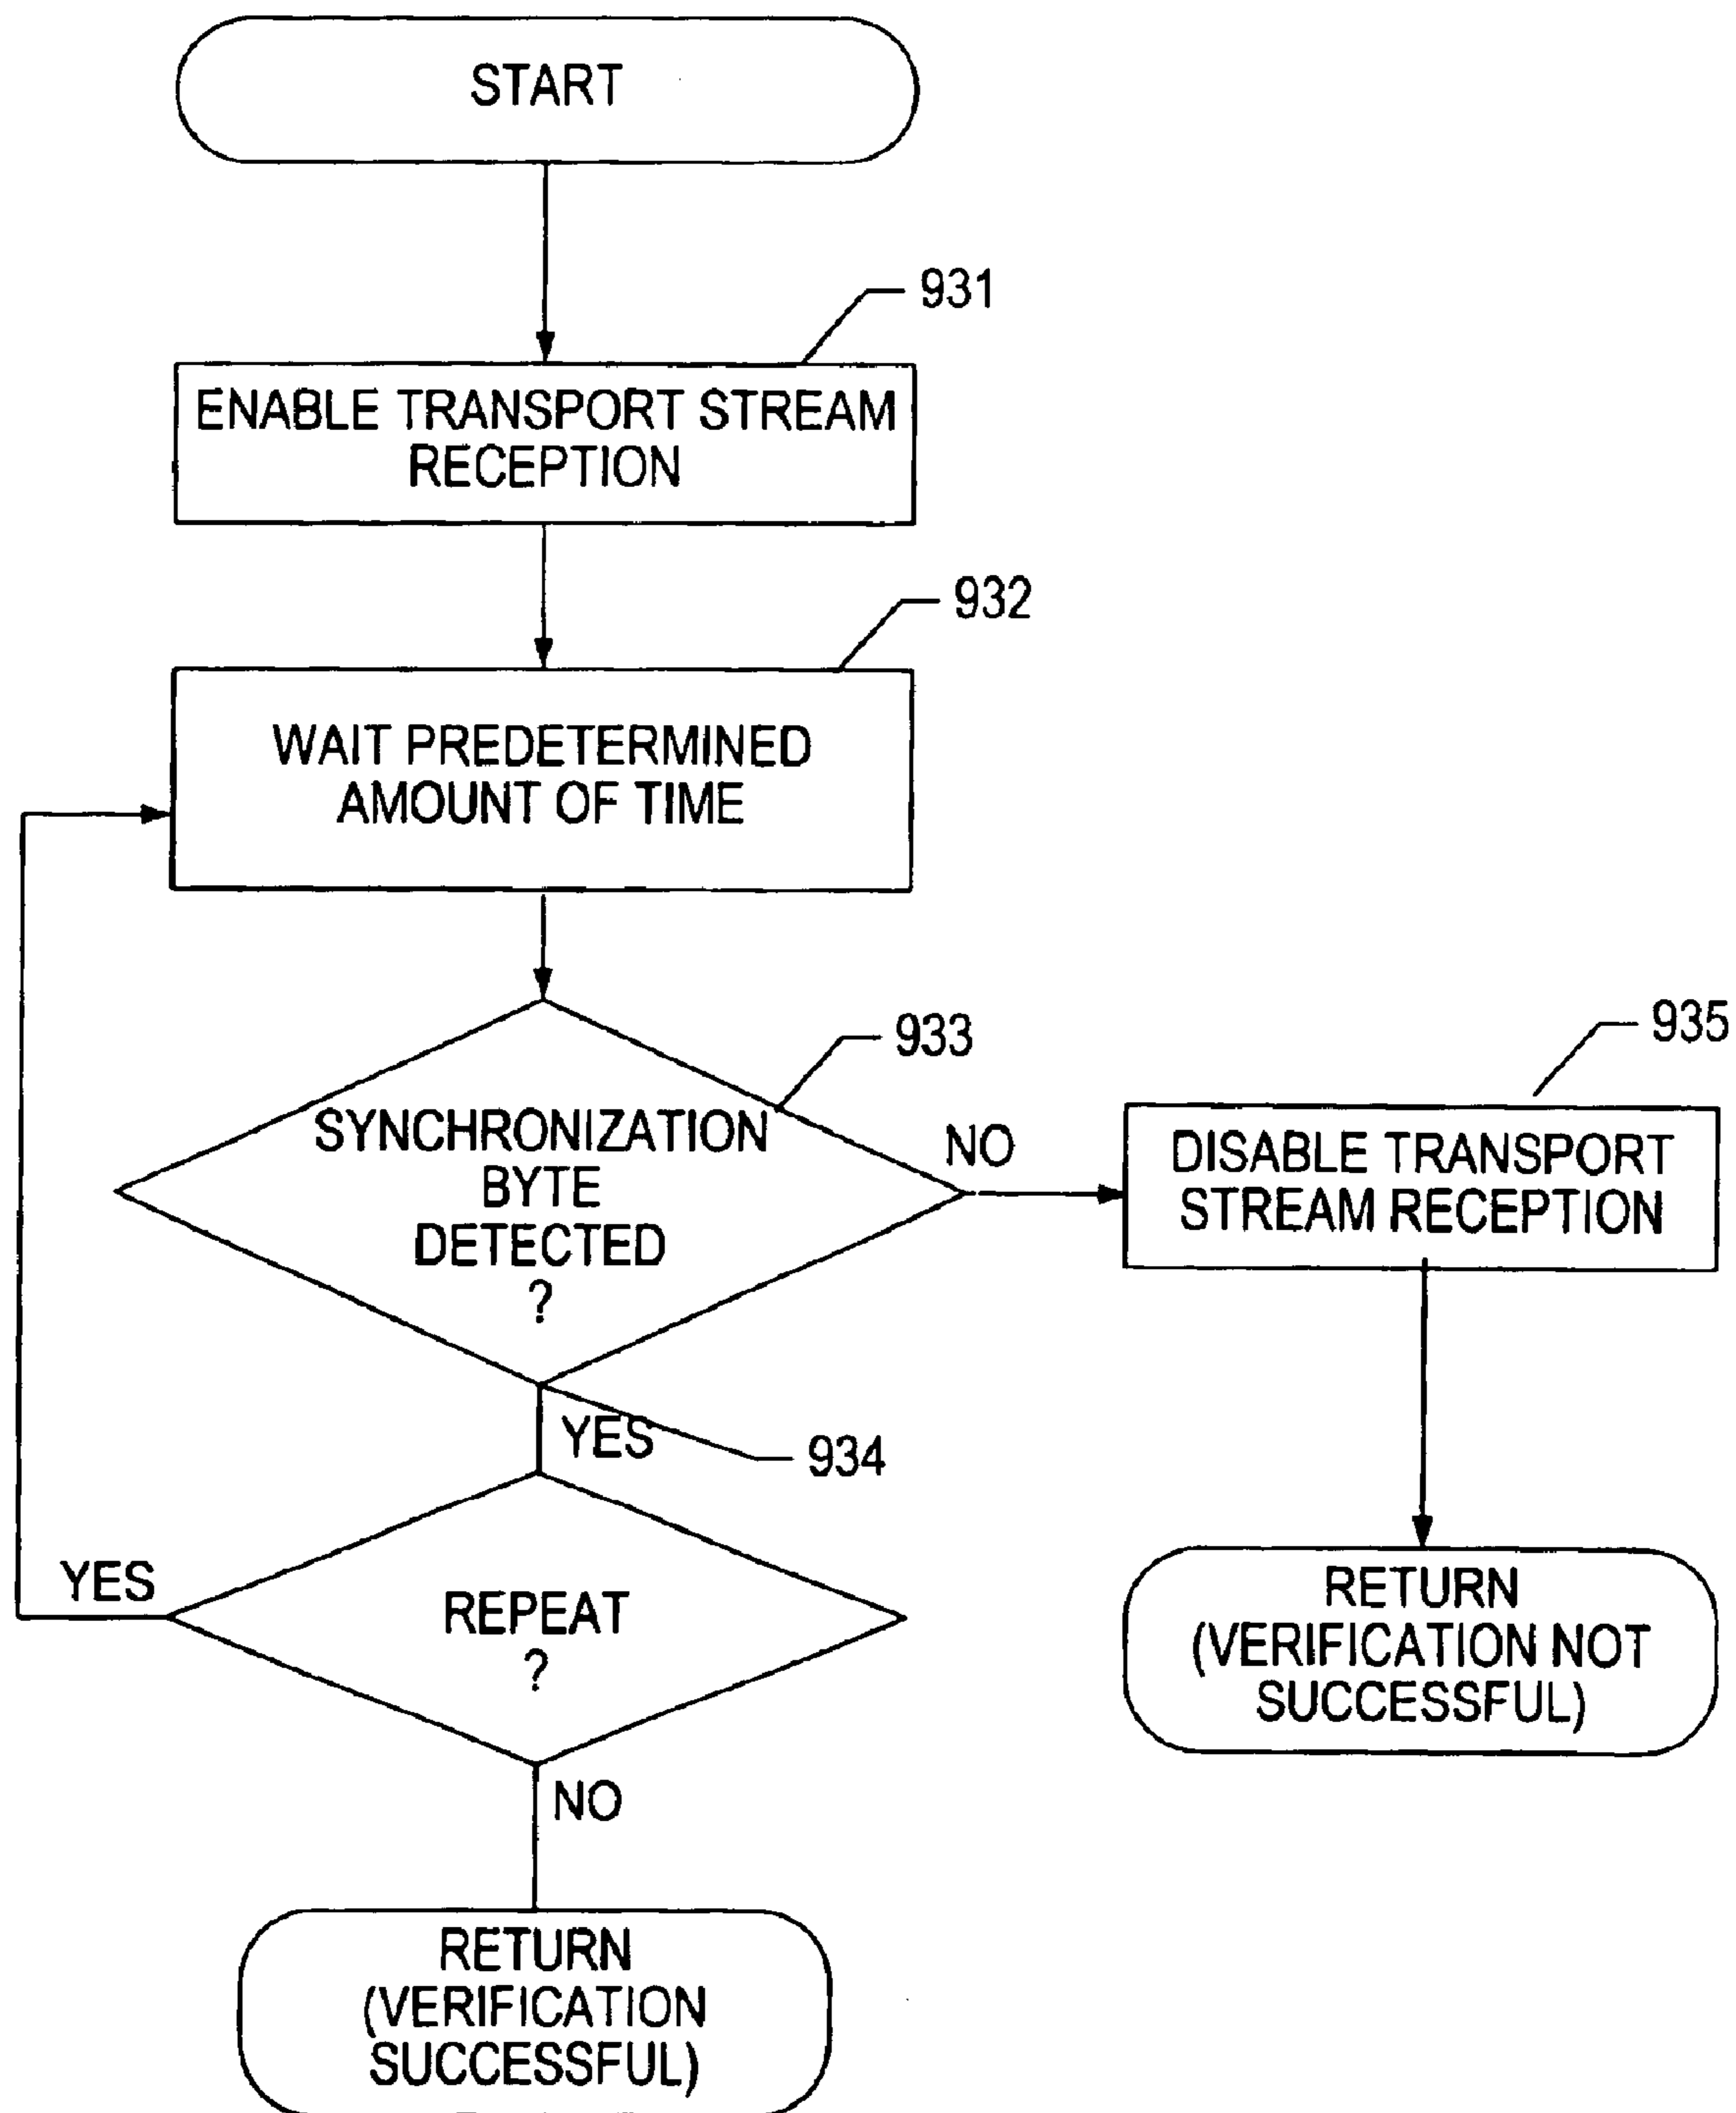 START
931
ENABLE TRANSPORT STREAM
RECEPTION
932
WAIT PREDETERMINED
AMOUNT OF TIME
933
SYNCHRONIZATION
BYTE
DETECTED
?
NO
935
DISABLE TRANSPORT
STREAM RECEPTION
YES
934
YES
REPEAT
?
RETURN
(VERIFICATION NOT
SUCCESSFUL)
NO
RETURN
(VERIFICATION
SUCCESSFUL)